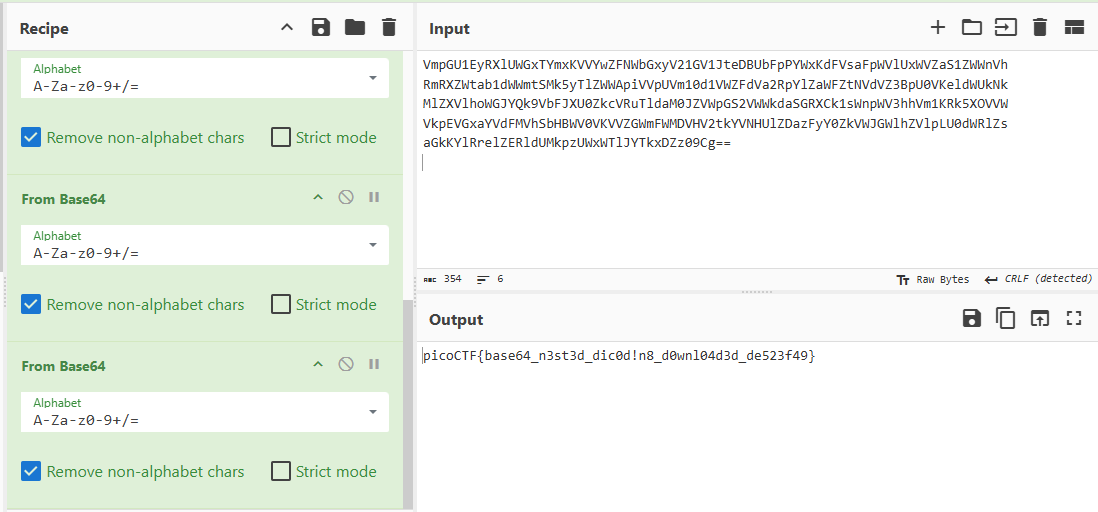 Recipe
Alphabet
A-Za-z0-9+/=
Remove non-alphabet chars
Strict mode
From Base64
Alphabet
A-Za-z0-9+/=
Remove non-alphabet chars
Strict mode
From Base64
Alphabet
A-Za-z0-9+/=
Remove non-alphabet chars
Strict mode
Input
VmpGU1EyRXlUWGxTYmxKVVYwZFNWbGxyV21GV1JteDBUbFpPYWxKdFVsaFpWVlUxWVZaS1ZWWnVh
RmRXZWtab1dWWmtSMk5yTlZWWApiVVpUVm10d1VWZFdVa2RpYlZaWFZtNVdVZ3BpU0VKeldWUkNk
MlZXVlhoWGJYQk9VbFJXU0ZkcVRuTldaM0JZVWpGS2VWWkdaSGRXCk1sWnpWV3hhVm1KRk5XOVVW
VkpEVGxaYVdFMVhSbHBWV0VKVVZGWmFWMDVHV2tkYVNHUlZDazFyY0ZkVWJGWlhZVlpLU0dWRlZs
aGkKYlRrelZERldUMkpzUWxWTlJYTkxDZz09Cg==
354
6
Raw Bytes
CRLF (detected)
Output
picoCTF{base64_n3st3d_dic0d!n8_d0wnl04d3d_de523f49}